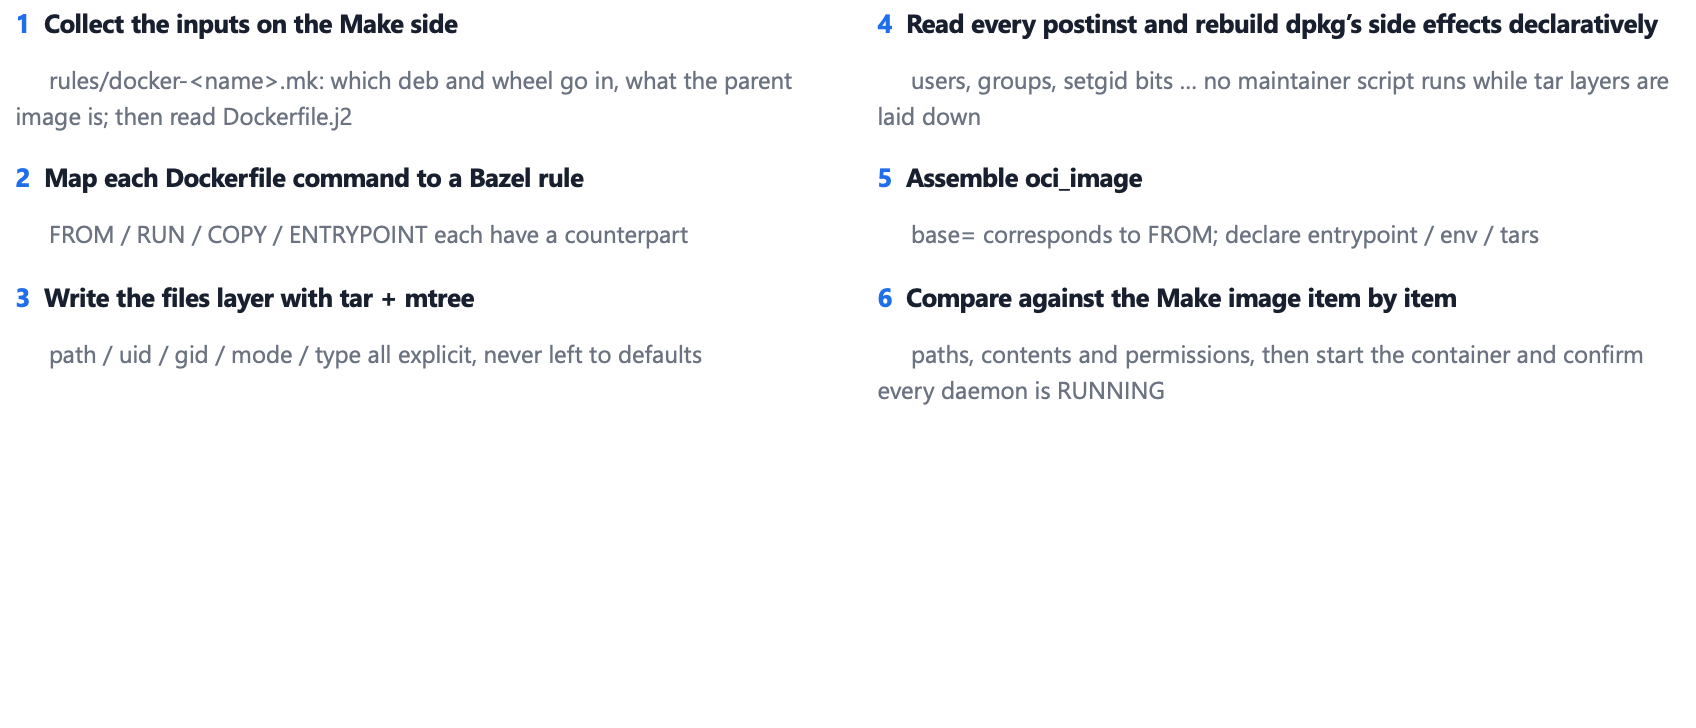 1 Collect the inputs on the Make side
rules/docker-<name>.mk: which deb and wheel go in, what the parent
image is; then read Dockerfile.j2
2 Map each Dockerfile command to a Bazel rule
FROM / RUN / COPY / ENTRYPOINT each have a counterpart
3 Write the files layer with tar + mtree
path / uid / gid / mode / type all explicit, never left to defaults
4 Read every postinst and rebuild dpkg’s side effects declaratively
users, groups, setgid bits ... no maintainer script runs while tar layers are
laid down
5 Assemble oci_image
base= corresponds to FROM; declare entrypoint / env / tars
6 Compare against the Make image item by item
paths, contents and permissions, then start the container and confirm
every daemon is RUNNING